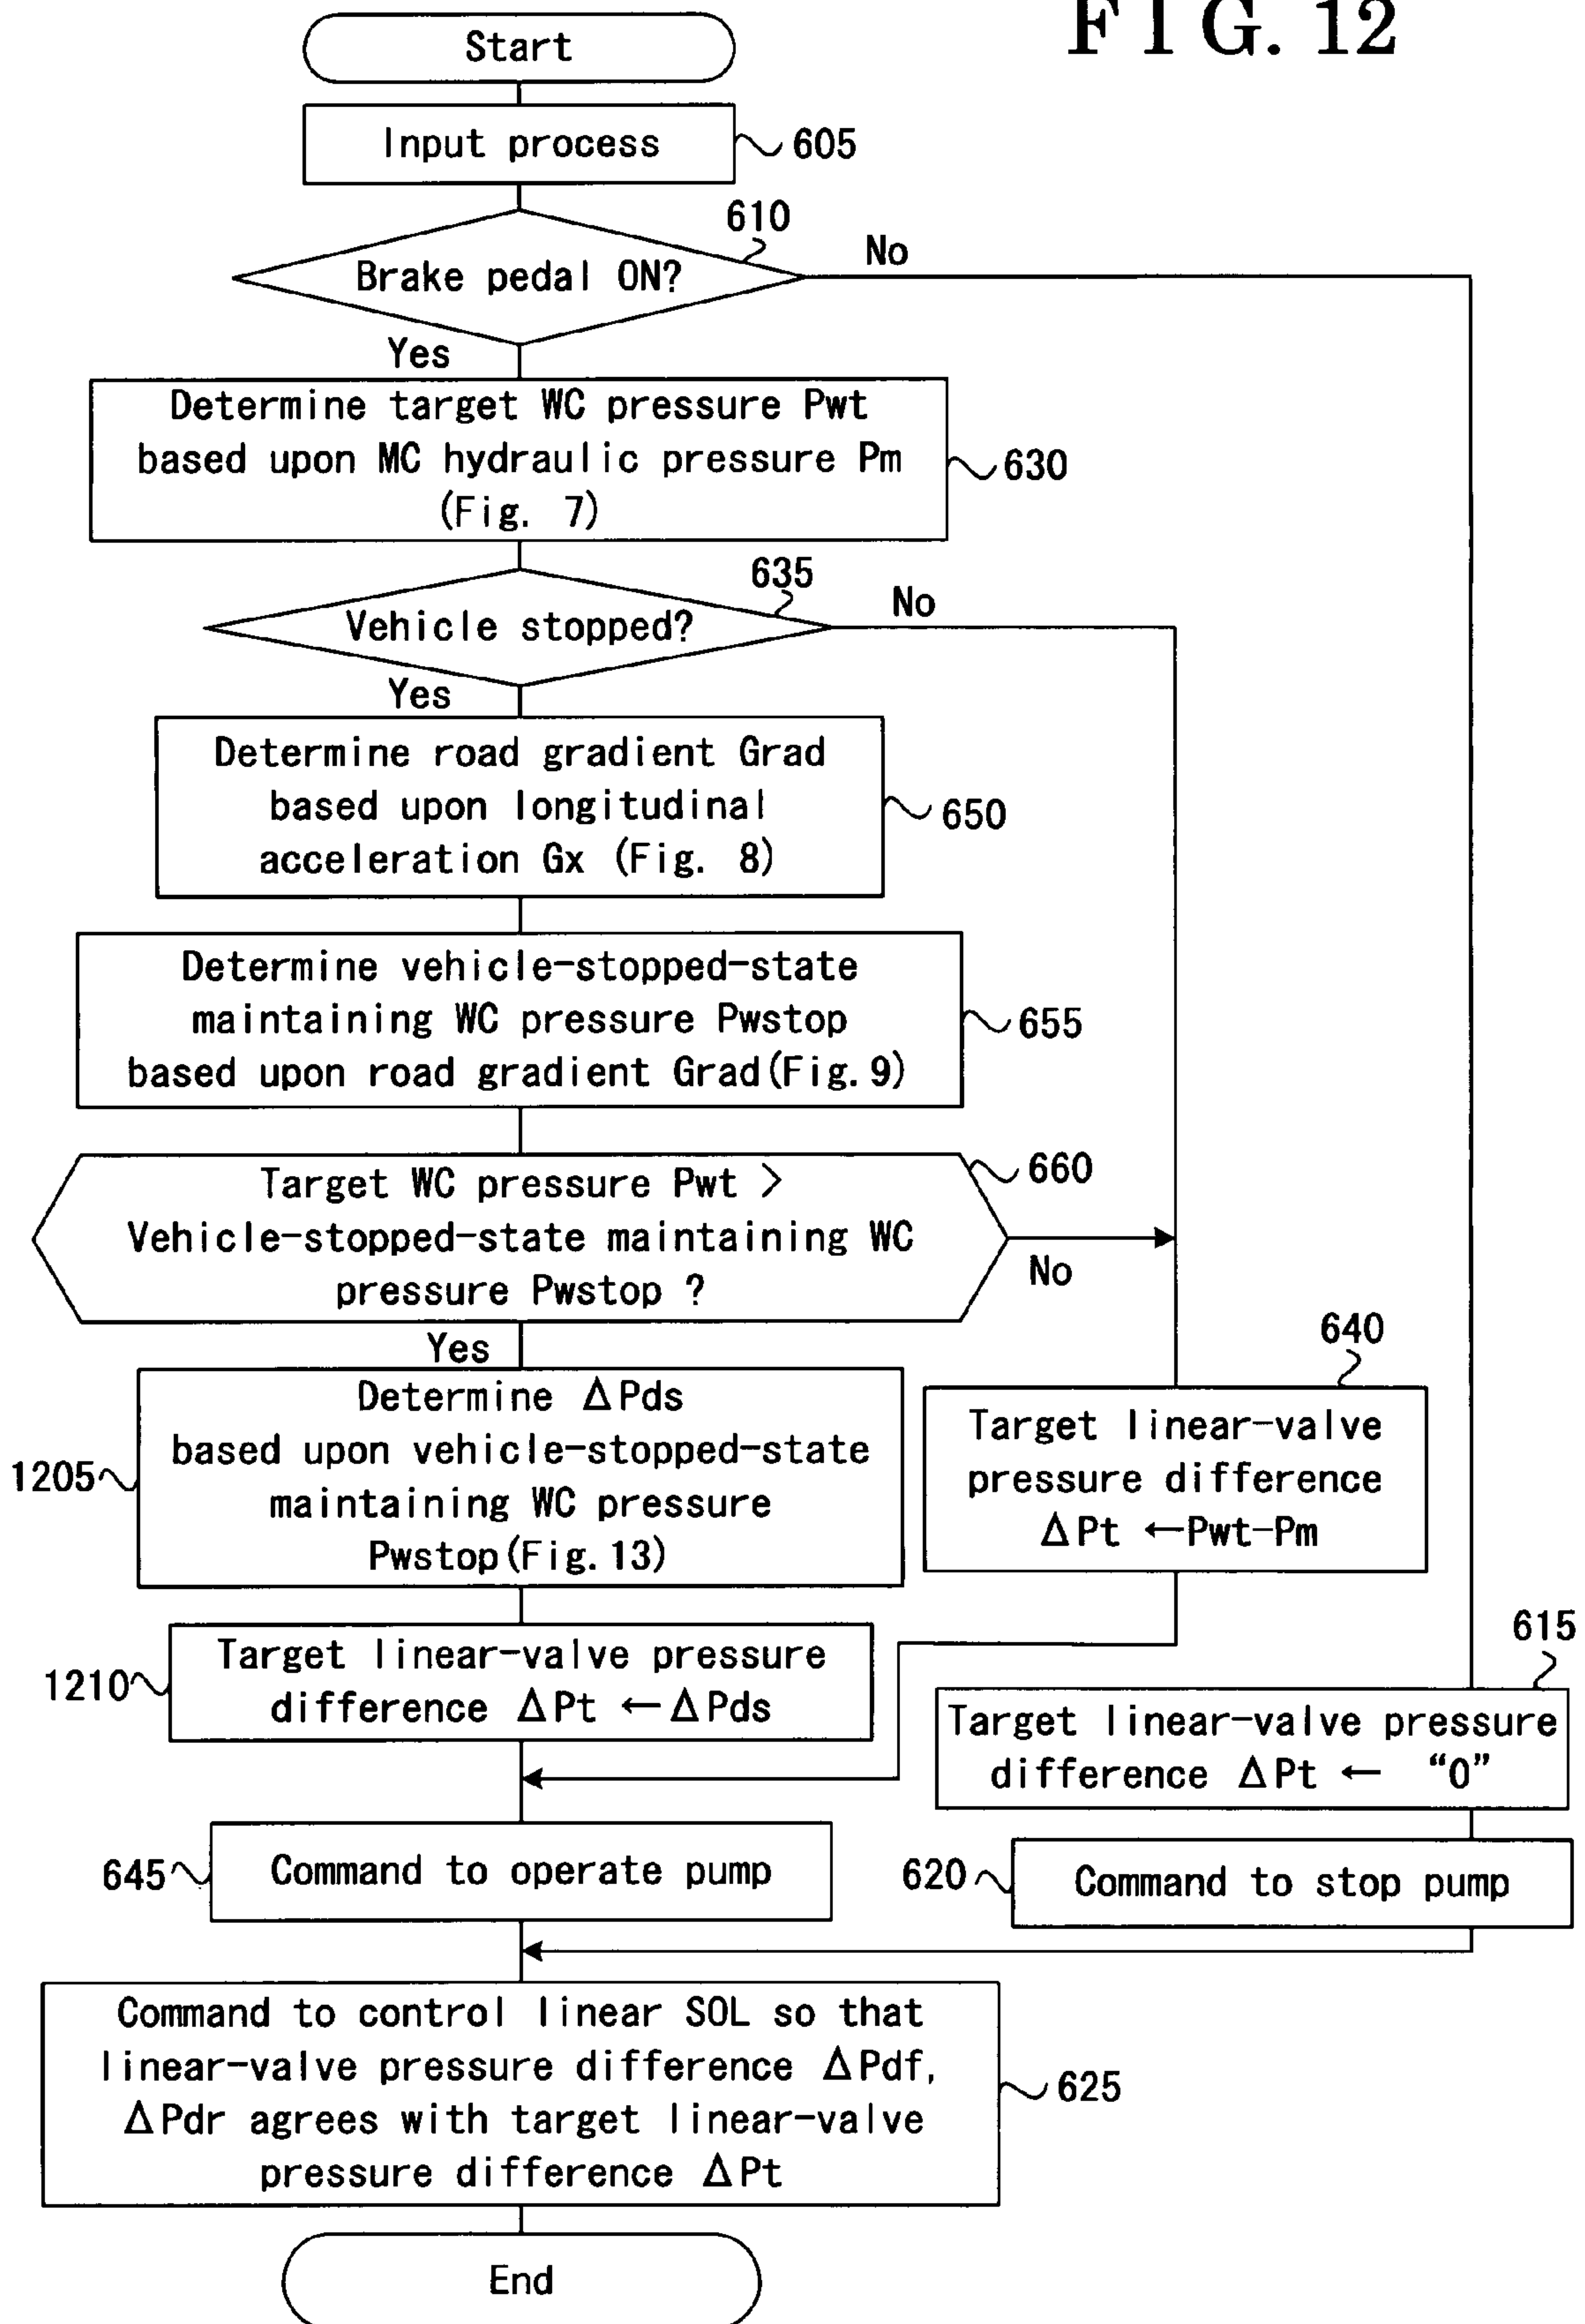 FIG. 12
Start
Input process
605
610
Brake pedal ON?
No
Yes
Determine target WC pressure Pwt
based upon MC hydraulic pressure Pm
(Fig. 7)
630
635
Vehicle stopped?
No
Yes
Determine road gradient Grad
based upon longitudinal
acceleration Gx (Fig. 8)
650
Determine vehicle-stopped-state
maintaining WC pressure Pwstop
based upon road gradient Grad(Fig. 9)
655
Target WC pressure Pwt >
Vehicle-stopped-state maintaining WC
pressure Pwstop ?
660
No
Yes
Determine ΔPds
based upon vehicle-stopped-state
maintaining WC pressure
Pwstop(Fig. 13)
1205
640
Target linear-valve
pressure difference
ΔPt ←Pwt-Pm
Target linear-valve pressure
difference ΔPt ←ΔPds
1210
615
Target linear-valve pressure
difference ΔPt ← “0”
645
Command to operate pump
620
Command to stop pump
Command to control linear SOL so that
linear-valve pressure difference ΔPdf,
ΔPdr agrees with target linear-valve
pressure difference ΔPt
625
End